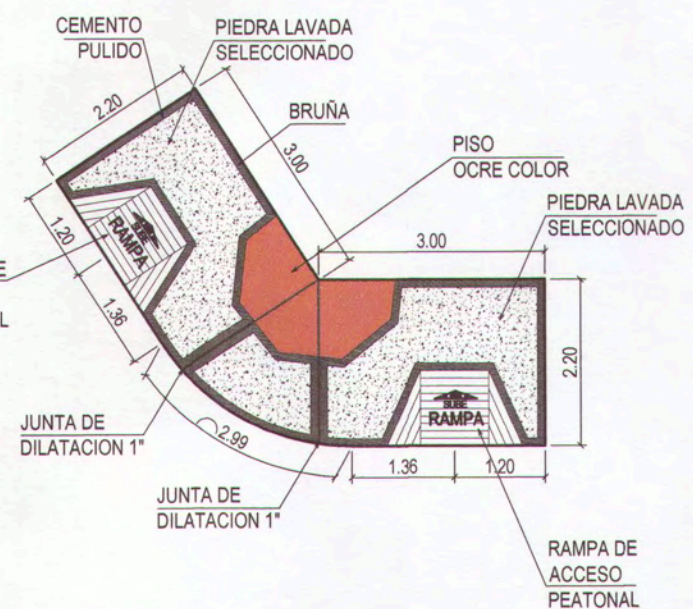 CEMENTO
PULIDO
PIEDRA LAVADA
SELECCIONADO
BRUÑA
PISO
OCRE COLOR
PIEDRA LAVADA
SELECCIONADO
2.20
3.00
3.00
2.20
1.20
1.36
SUBE
RAMPA
E
L
JUNTA DE
DILATACION 1"
2.99
JUNTA DE
DILATACION 1"
SUBE
RAMPA
1.36
1.20
RAMPA DE
ACCESO
PEATONAL